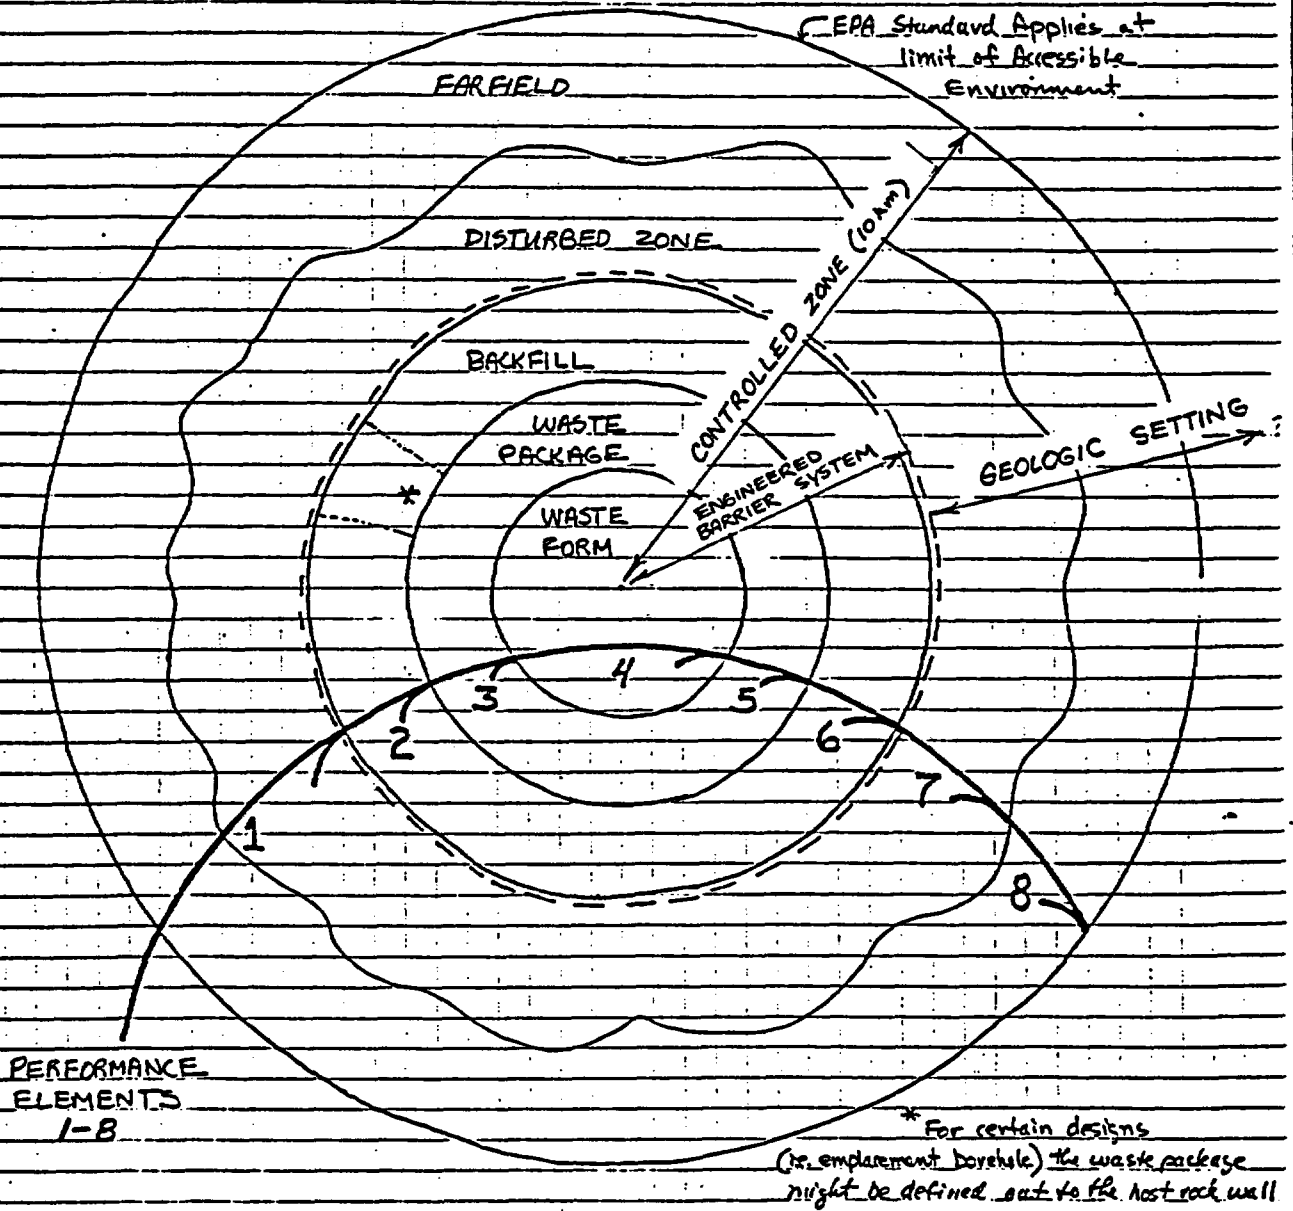 EPA Standard Applies at
limit of Accessible
Environment
FARFIELD
CONTROLLED ZONE (10 km)
DISTURBED ZONE
BACKFILL
WASTE
PACKAGE
WASTE
FORM
ENGINEERED
BARRIER SYSTEM
GEOLOGIC SETTING
?
*
1
2
3
4
5
6
7
8
PERFORMANCE
ELEMENTS
1-8
* For certain designs
(re. emplacement borehole) the waste package
might be defined out to the host rock wall